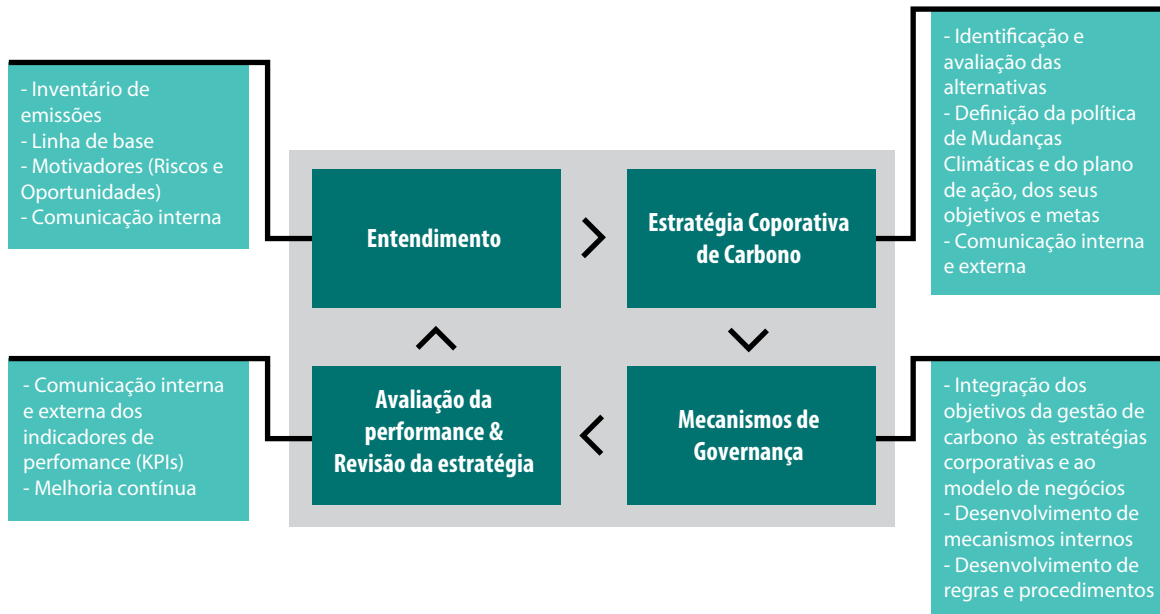 - Inventário de
emissões
- Linha de base
- Motivadores (Riscos e
Oportunidades)
- Comunicação interna
Entendimento
Estratégia Coporativa
de Carbono
- Identificação e
avaliação das
alternativas
- Definição da política
de Mudanças
Climáticas e do plano
de ação, dos seus
objetivos e metas
- Comunicação interna
e externa
- Comunicação interna
e externa dos
indicadores de
perfomance (KPIs)
- Melhoria contínua
Avaliação da
performance &
Revisão da estratégia
Mecanismos de
Governança
- Integração dos
objetivos da gestão de
carbono às estratégias
corporativas e ao
modelo de negócios
- Desenvolvimento de
mecanismos internos
- Desenvolvimento de
regras e procedimentos